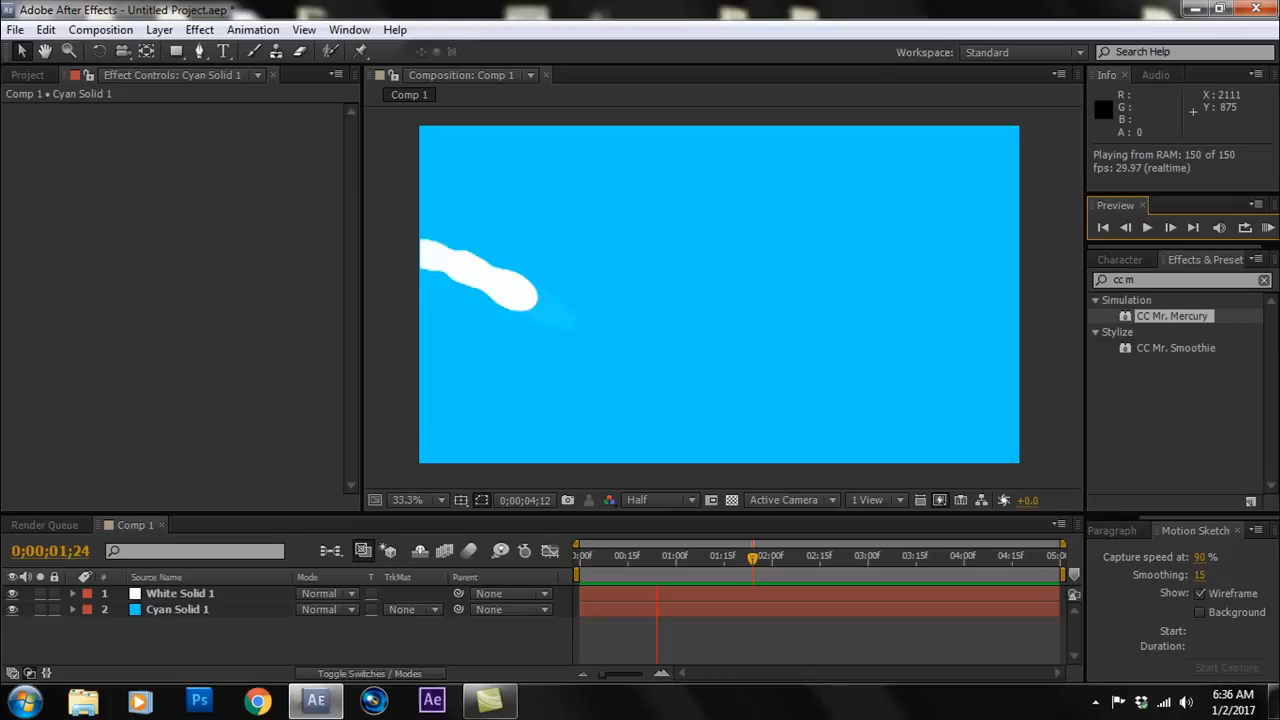 Adobe After Effects - Untitled Project.aep *
File Edit Composition Layer Effect Animation View Window Help
Workspace: Standard Search Help
Project Effect Controls: Cyan Solid 1 Composition: Comp 1 Info Audio
Comp 1 • Cyan Solid 1
Comp 1
R :
G :
B :
A : 0
X : 2111
Y : 875
Playing from RAM: 150 of 150
fps: 29.97 (realtime)
Preview
Character Effects & Preset
cc m
Simulation
CC Mr. Mercury
Stylize
CC Mr. Smoothie
33.3% 0;00;04;12 Half Active Camera 1 View +0.0
Render Queue Comp 1
0;00;01;24
:00f 00:15f 01:00f 01:15f 02:00f 02:15f 03:00f 03:15f 04:00f 04:15f 05:0
# Source Name Mode T TrkMat Parent
1 White Solid 1 Normal None
2 Cyan Solid 1 Normal None None
Toggle Switches / Modes
Paragraph Motion Sketch
Capture speed at: 90 %
Smoothing: 15
Show: Wireframe
Background
Start:
Duration:
Start Capture
Ps AE Ae
6:36 AM
1/2/2017